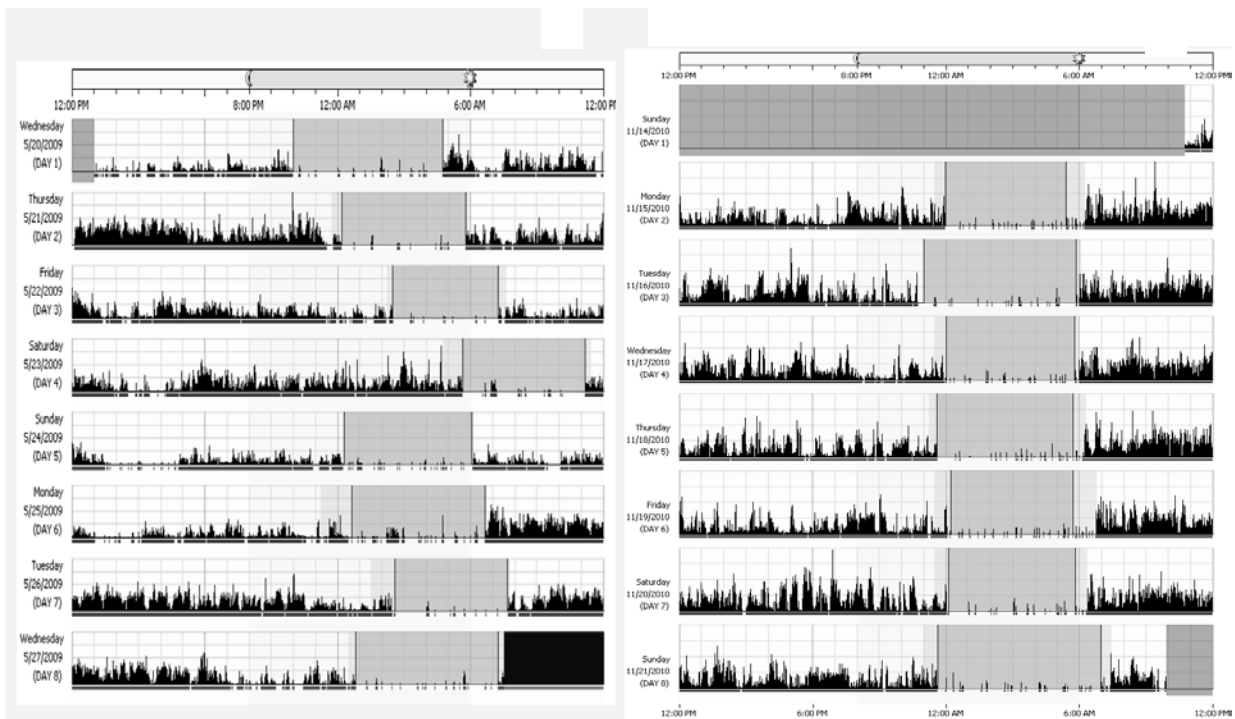 12:00 PM 8:00 PM 12:00 AM 6:00 AM 12:00 PM
Wednesday
5/20/2009
(DAY 1)
Thursday
5/21/2009
(DAY 2)
Friday
5/22/2009
(DAY 3)
Saturday
5/23/2009
(DAY 4)
Sunday
5/24/2009
(DAY 5)
Monday
5/25/2009
(DAY 6)
Tuesday
5/26/2009
(DAY 7)
Wednesday
5/27/2009
(DAY 8)
12:00 PM 8:00 PM 12:00 AM 6:00 AM 12:00 PM
Sunday
11/14/2010
(DAY 1)
Monday
11/15/2010
(DAY 2)
Tuesday
11/16/2010
(DAY 3)
Wednesday
11/17/2010
(DAY 4)
Thursday
11/18/2010
(DAY 5)
Friday
11/19/2010
(DAY 6)
Saturday
11/20/2010
(DAY 7)
Sunday
11/21/2010
(DAY 8)
12:00 PM 6:00 PM 12:00 AM 6:00 AM 12:00 PM